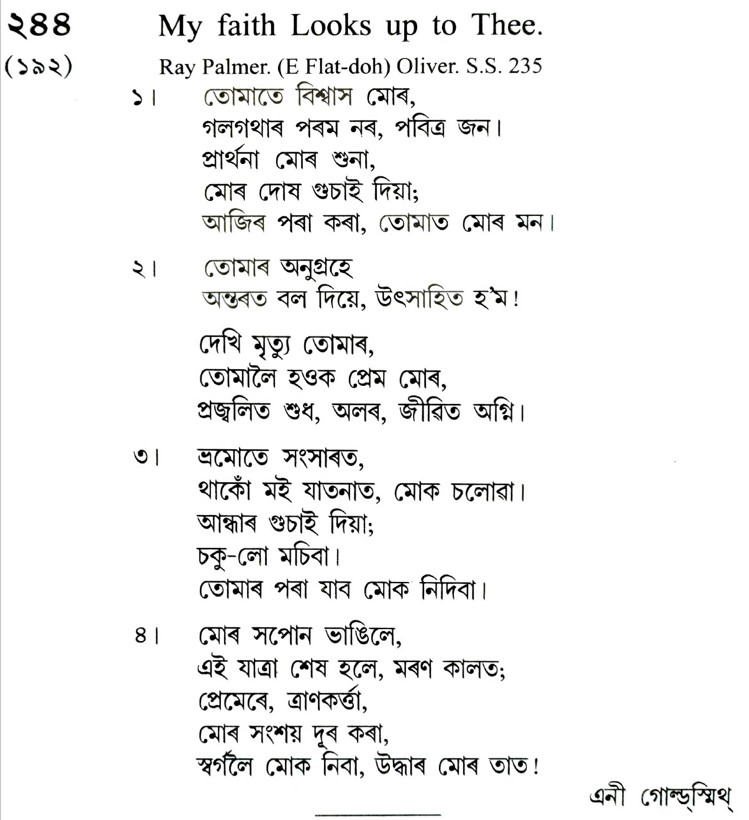 ২৪৪ My faith Looks up to Thee.
(১৯২) Ray Palmer. (E Flat-doh) Oliver. S.S. 235
১। তোমাতে বিশ্বাস মোৰ,
গলগথাৰ পৰম নৰ, পবিত্ৰ জন।
প্ৰাৰ্থনা মোৰ শুনা,
মোৰ দোষ গুচাই দিয়া;
আজিৰ পৰা কৰা, তোমাত মোৰ মন।
২। তোমাৰ অনুগ্ৰহে
অন্তৰত বল দিয়ে, উৎসাহিত হ'ম!
দেখি মৃত্যু তোমাৰ,
তোমালৈ হওক প্ৰেম মোৰ,
প্ৰজ্বলিত শুধ, অলৰ, জীৱিত অগ্নি।
৩। ভ্ৰমোতে সংসাৰত,
থাকোঁ মই যাতনাত, মোক চলোৱা।
আন্ধাৰ গুচাই দিয়া;
চকু-লো মচিবা।
তোমাৰ পৰা যাব মোক নিদিবা।
৪। মোৰ সপোন ভাঙিলে,
এই যাত্ৰা শেষ হলে, মৰণ কালত;
প্ৰেমেৰে, ত্ৰাণকৰ্ত্তা,
মোৰ সংশয় দূৰ কৰা,
স্বৰ্গলৈ মোক নিবা, উদ্ধাৰ মোৰ তাত!
এনী গোল্ড্স্মিথ্